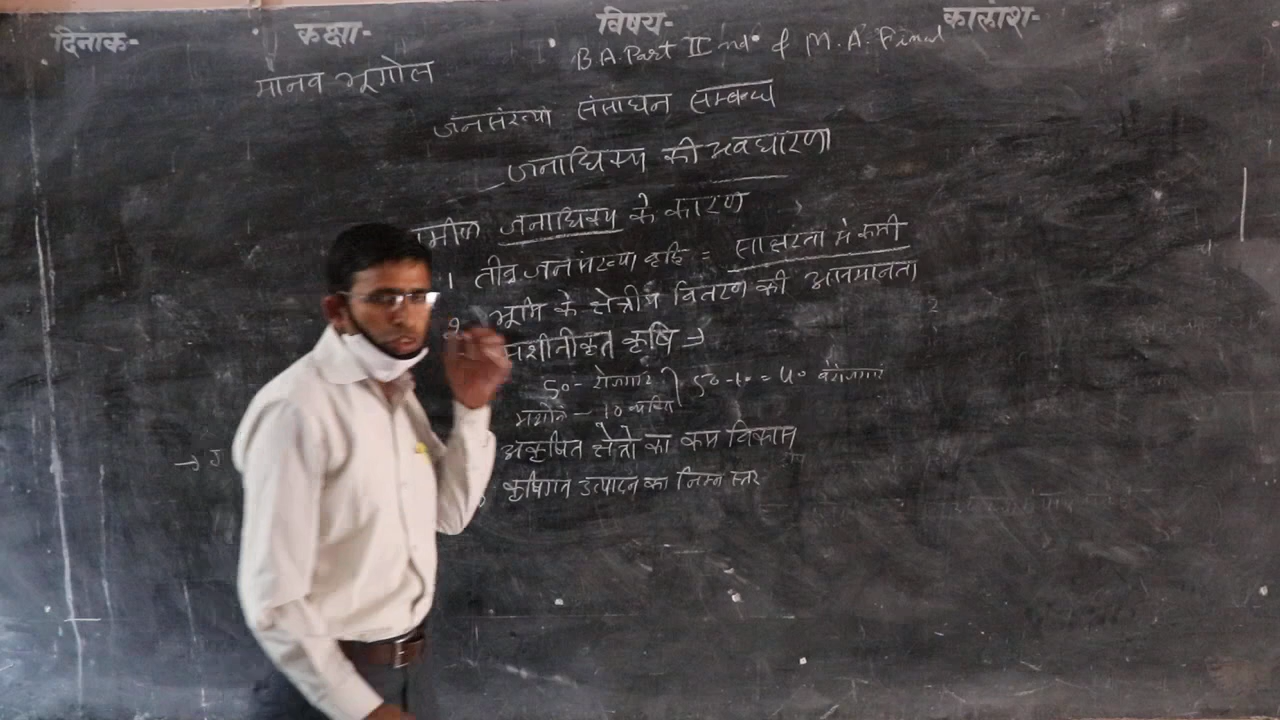 दिनाक- कक्षा- विषय- कालांश-
B.A. Part II nd & M.A. Final
मानव भूगोल
जनसंख्या संसाधन सम्बन्ध
जनाधिक्य की अवधारणा
मीण जनाधिक्य के कारण
1 तीव्र जनसंख्या वृद्धि = साक्षरता मे कमी
2 भूमि के क्षेत्रीय वितरण की असमानता
मशीनीकृत कृषि →
50 - रोजगार } 50-10 = 40 बेरोजगार
मशीन - 10 व्यक्ति
अकृषित क्षेत्रो का कम विकास
कृषिगत उत्पादन का निम्न स्तर